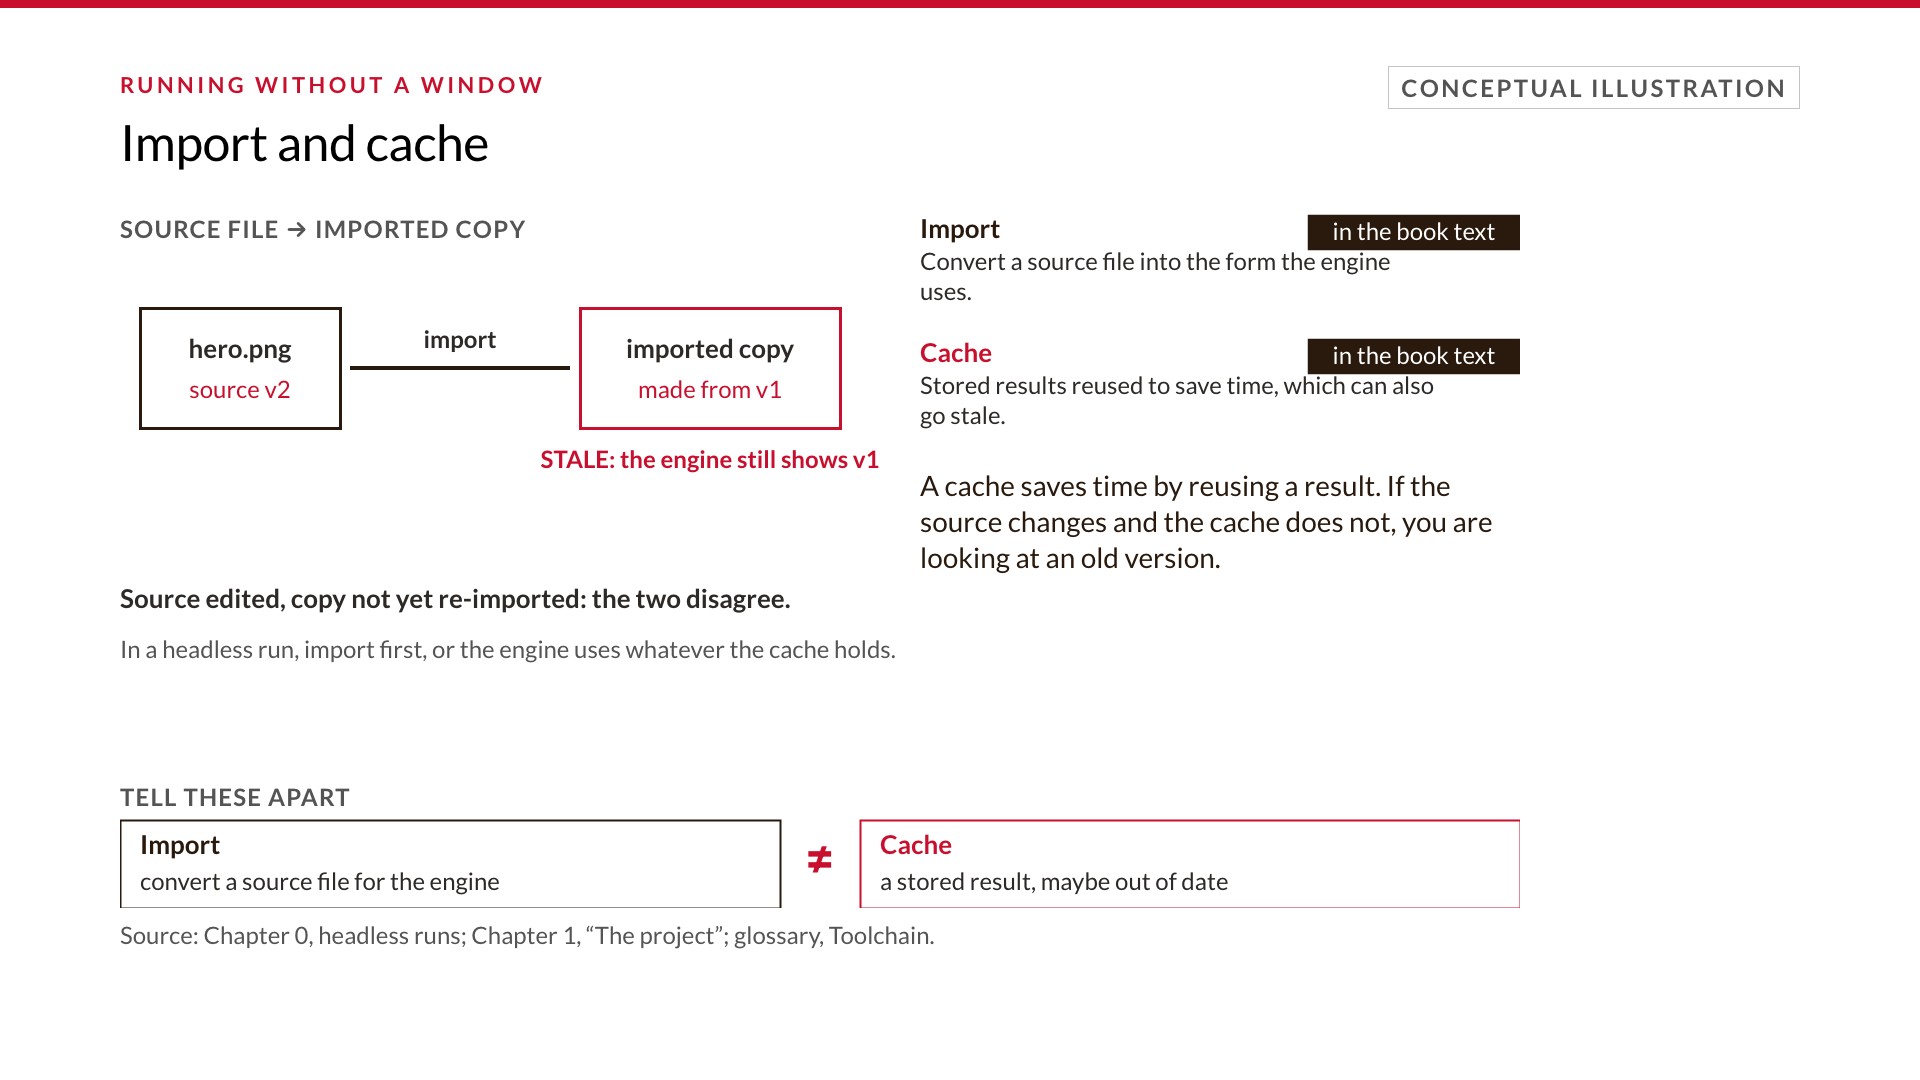 RUNNING WITHOUT A WINDOW
CONCEPTUAL ILLUSTRATION
Import and cache
SOURCE FILE → IMPORTED COPY
hero.png
source v2
import
imported copy
made from v1
STALE: the engine still shows v1
Source edited, copy not yet re-imported: the two disagree.
In a headless run, import first, or the engine uses whatever the cache holds.
Import
in the book text
Convert a source file into the form the engine
uses.
Cache
in the book text
Stored results reused to save time, which can also
go stale.
A cache saves time by reusing a result. If the
source changes and the cache does not, you are
looking at an old version.
TELL THESE APART
Import
convert a source file for the engine
≠
Cache
a stored result, maybe out of date
Source: Chapter 0, headless runs; Chapter 1, “The project”; glossary, Toolchain.